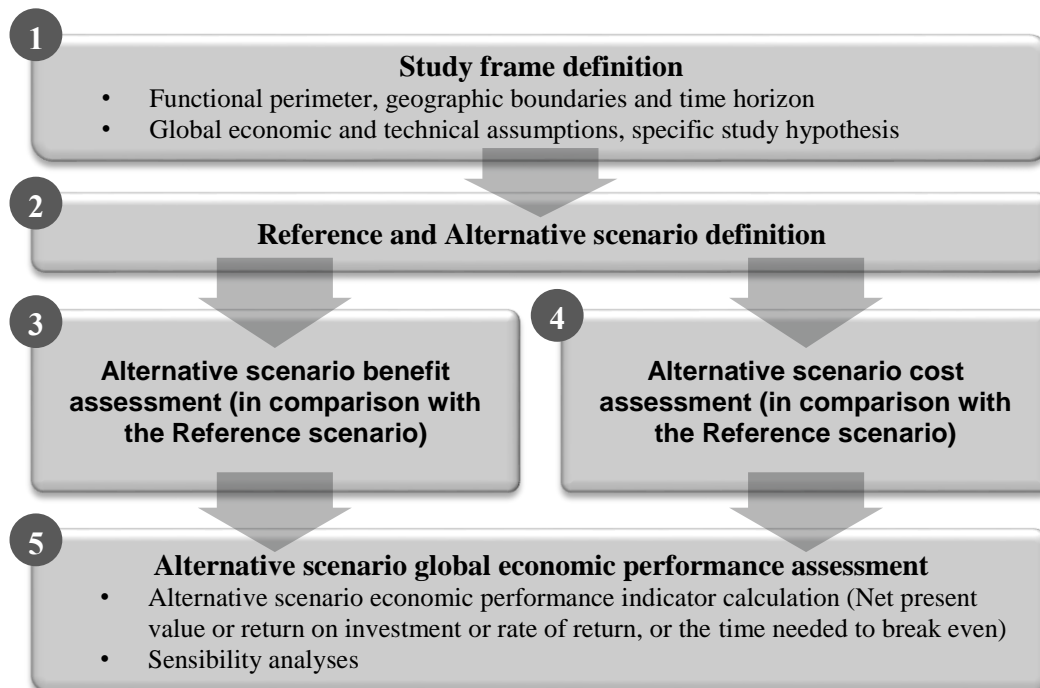 1
Study frame definition
• Functional perimeter, geographic boundaries and time horizon
• Global economic and technical assumptions, specific study hypothesis
2
Reference and Alternative scenario definition
3
Alternative scenario benefit
assessment (in comparison with
the Reference scenario)
4
Alternative scenario cost
assessment (in comparison with
the Reference scenario)
5
Alternative scenario global economic performance assessment
• Alternative scenario economic performance indicator calculation (Net present
value or return on investment or rate of return, or the time needed to break even)
• Sensibility analyses